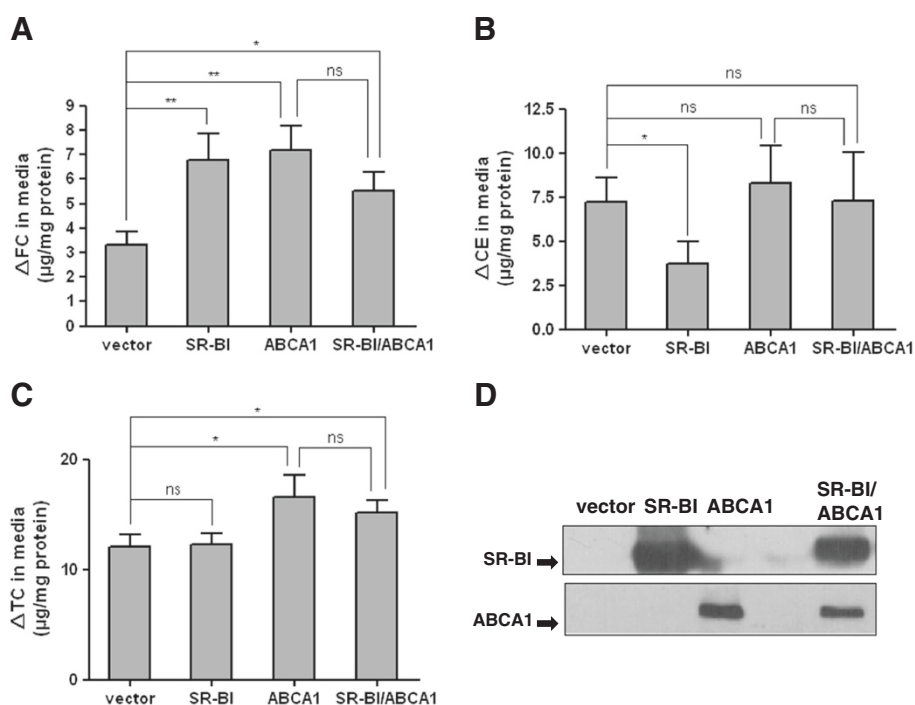 A
*
**
ns
**
9
8
7
6
5
4
3
2
1
0
△FC in media
(µg/mg protein)
vector SR-BI ABCA1 SR-BI/ABCA1
B
ns
ns
ns
*
12.5
10.0
7.5
5.0
2.5
0.0
△CE in media
(µg/mg protein)
vector SR-BI ABCA1 SR-BI/ABCA1
C
*
*
ns
ns
20
10
0
△TC in media
(µg/mg protein)
vector SR-BI ABCA1 SR-BI/ABCA1
D
vector SR-BI ABCA1 SR-BI/
ABCA1
SR-BI
ABCA1